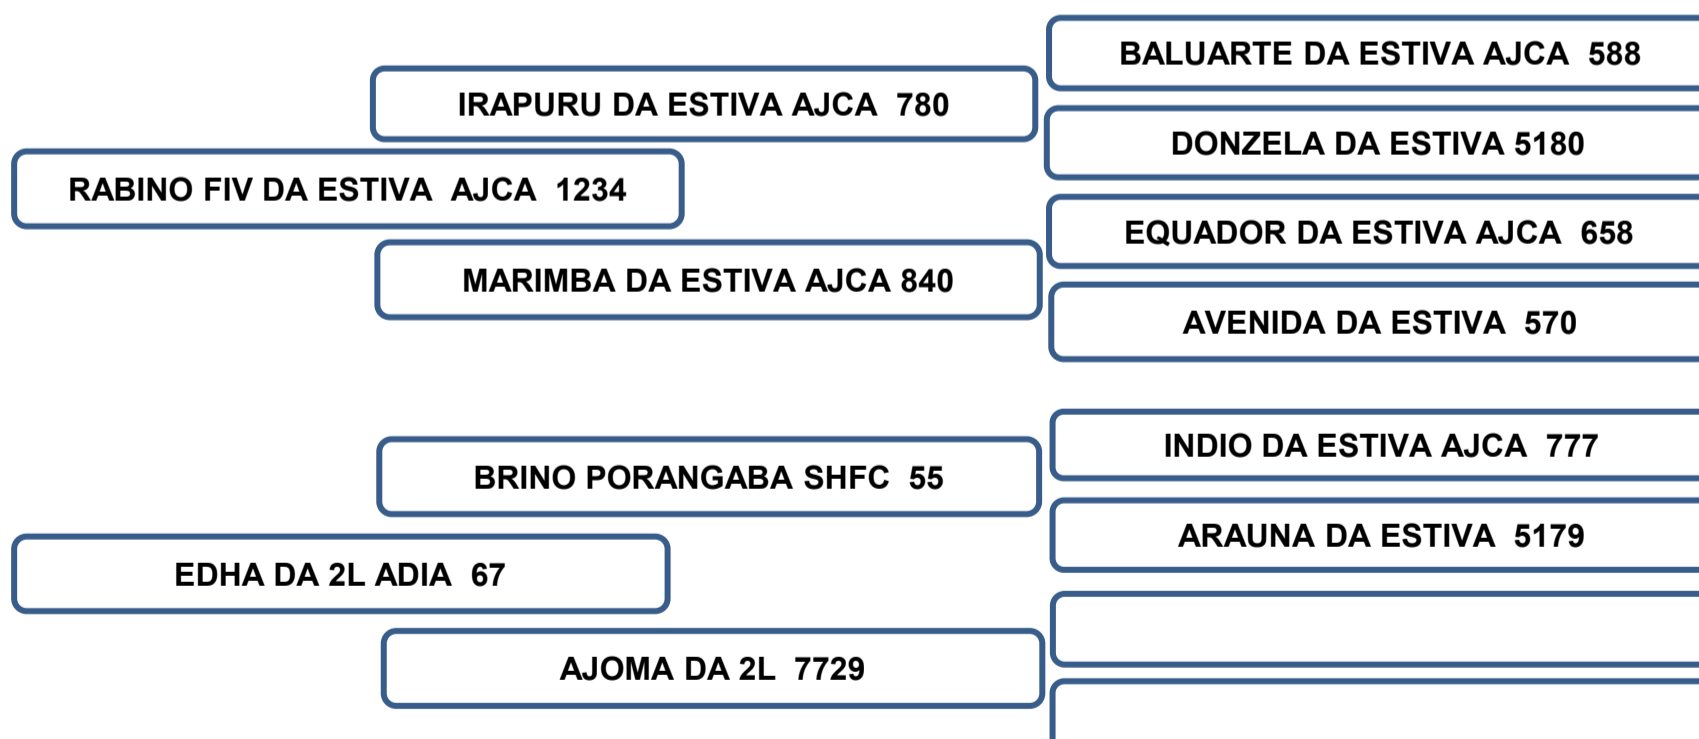 BALUARTE DA ESTIVA AJCA 588
IRAPURU DA ESTIVA AJCA 780
DONZELA DA ESTIVA 5180
RABINO FIV DA ESTIVA AJCA 1234
EQUADOR DA ESTIVA AJCA 658
MARIMBA DA ESTIVA AJCA 840
AVENIDA DA ESTIVA 570
INDIO DA ESTIVA AJCA 777
BRINO PORANGABA SHFC 55
ARAUNA DA ESTIVA 5179
EDHA DA 2L ADIA 67
AJOMA DA 2L 7729